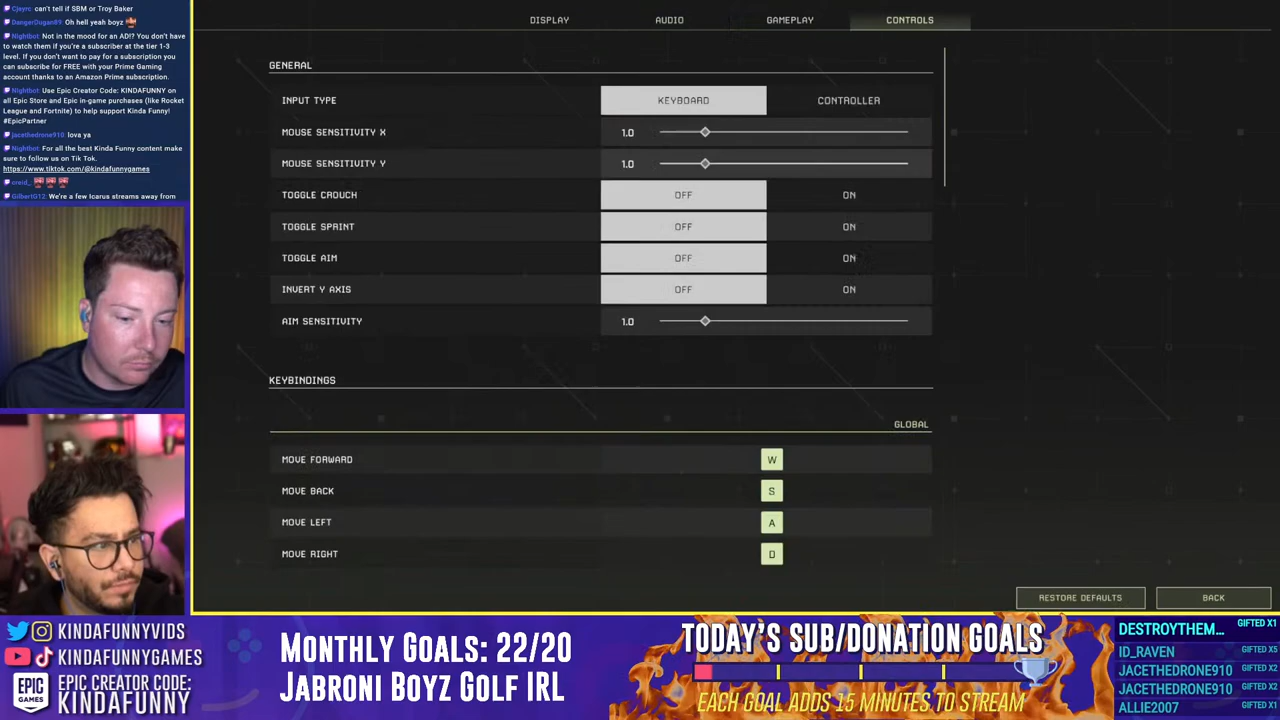 Cjayrc: can't tell if SBM or Troy Baker
DangerDugan89: Oh hell yeah boyz
Nightbot: Not in the mood for an AD!? You don't
have to watch them if you're a subscriber at the tier 1-3
level. If you don't want to pay for a subscription you
can subscribe for FREE with your Prime Gaming
account thanks to an Amazon Prime subscription.
Nightbot: Use Epic Creator Code: KINDAFUNNY on
all Epic Store and Epic in-game purchases (like Rocket
League and Fortnite) to help support Kinda Funny!
#EpicPartner
jacethedrone910: lova ya
Nightbot: For all the best Kinda Funny content make
sure to follow us on Tik Tok.
https://www.tiktok.com/@kindafunnygames
creid_:
GilbertG12: We're a few Icarus streams away from
DISPLAY
AUDIO
GAMEPLAY
CONTROLS
GENERAL
INPUT TYPE KEYBOARD CONTROLLER
MOUSE SENSITIVITY X 1.0
MOUSE SENSITIVITY Y 1.0
TOGGLE CROUCH OFF ON
TOGGLE SPRINT OFF ON
TOGGLE AIM OFF ON
INVERT Y AXIS OFF ON
AIM SENSITIVITY 1.0
KEYBINDINGS
GLOBAL
MOVE FORWARD W
MOVE BACK S
MOVE LEFT A
MOVE RIGHT D
RESTORE DEFAULTS
BACK
KINDAFUNNYVIDS
KINDAFUNNYGAMES
EPIC GAMES
EPIC CREATOR CODE:
KINDAFUNNY
MONTHLY GOALS: 22/20
JABRONI BOYZ GOLF IRL
TODAY'S SUB/DONATION GOALS
EACH GOAL ADDS 15 MINUTES TO STREAM
DESTROYTHEM... GIFTED X1
ID_RAVEN GIFTED X5
JACETHEDRONE910 GIFTED X2
JACETHEDRONE910 GIFTED X2
ALLIE2007 GIFTED X1